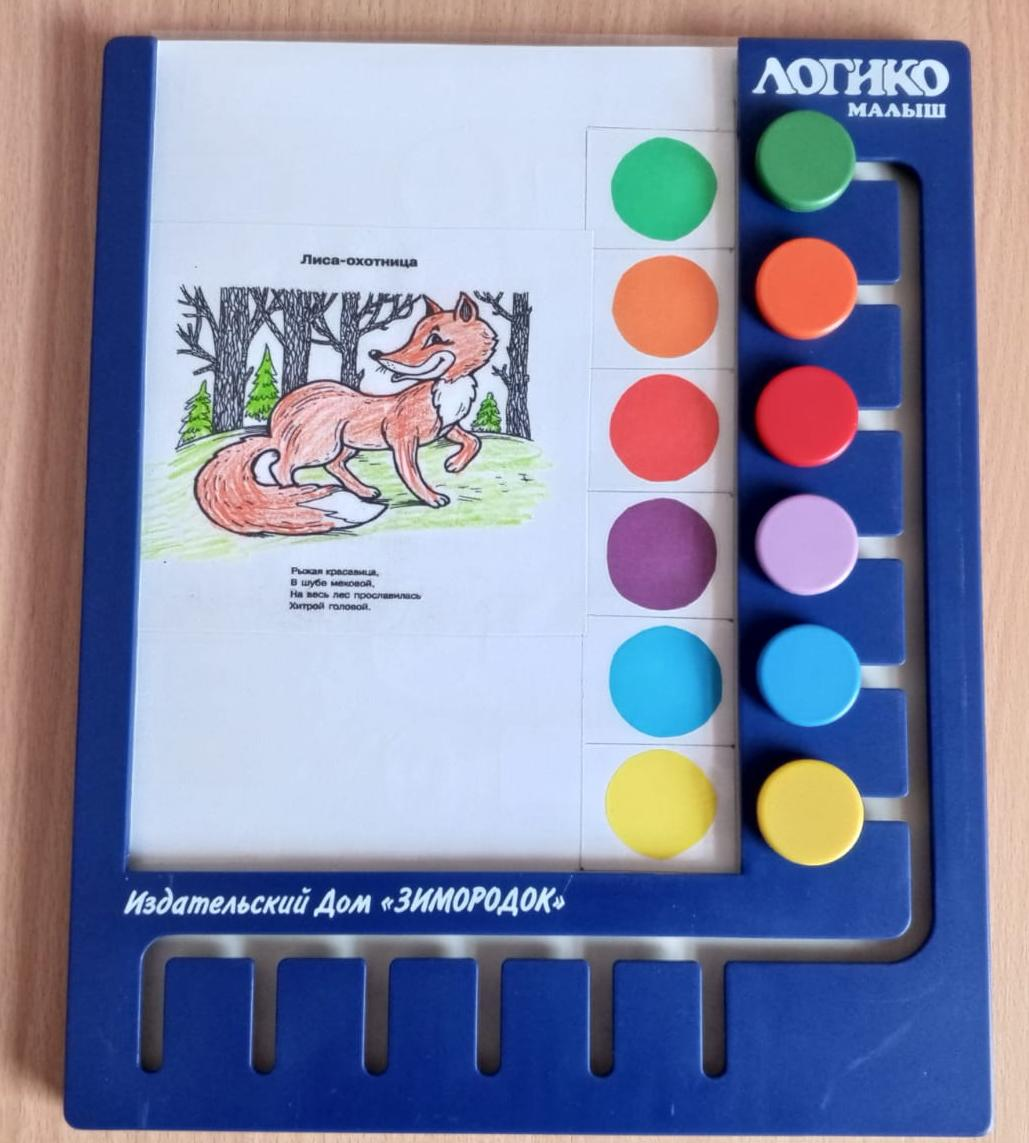 ЛОГИКО
МАЛЫШ
Лиса-охотница
Рыжая красавица,
В шубе меховой,
На весь лес прославилась
Хитрой головой.
Издательский Дом «ЗИМОРОДОК»